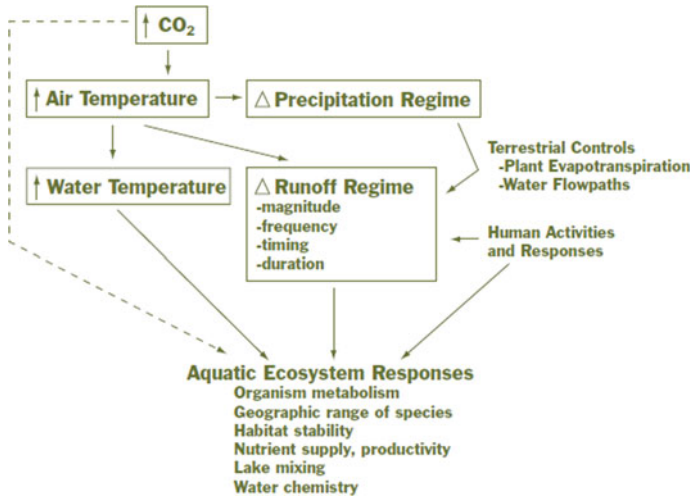 ↑ CO₂
↑ Air Temperature
△ Precipitation Regime
Terrestrial Controls
-Plant Evapotranspiration
-Water Flowpaths
↑ Water Temperature
△ Runoff Regime
-magnitude
-frequency
-timing
-duration
Human Activities
and Responses
Aquatic Ecosystem Responses
Organism metabolism
Geographic range of species
Habitat stability
Nutrient supply, productivity
Lake mixing
Water chemistry